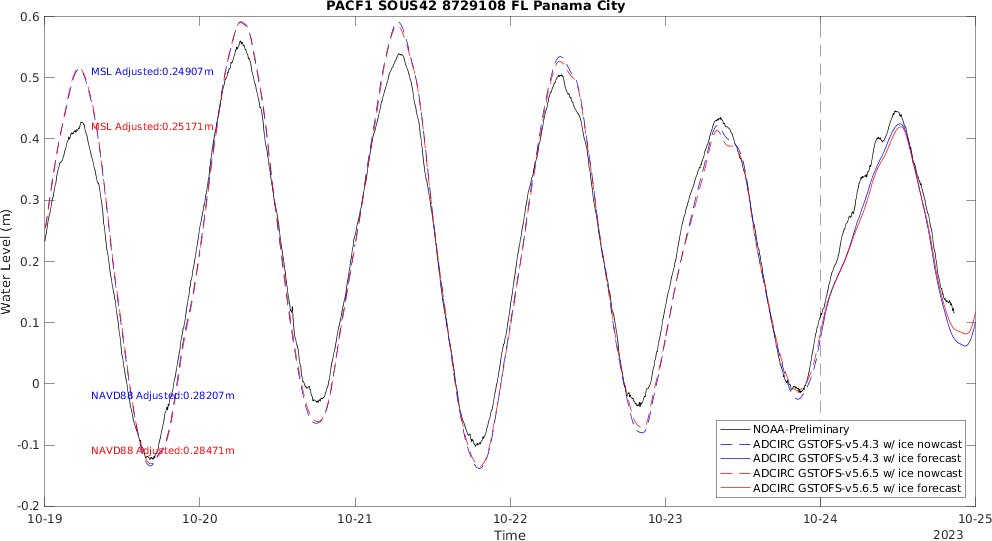 PACF1 SOUS42 8729108 FL Panama City
0.6
0.5
0.4
0.3
0.2
0.1
0
-0.1
-0.2
Water Level (m)
MSL Adjusted:0.24907m
MSL Adjusted:0.25171m
NAVD88 Adjusted:0.28207m
NAVD88 Adjusted:0.28471m
NOAA-Preliminary
ADCIRC GSTOFS-v5.4.3 w/ ice nowcast
ADCIRC GSTOFS-v5.4.3 w/ ice forecast
ADCIRC GSTOFS-v5.6.5 w/ ice nowcast
ADCIRC GSTOFS-v5.6.5 w/ ice forecast
10-19 10-20 10-21 10-22 10-23 10-24 10-25
Time
2023